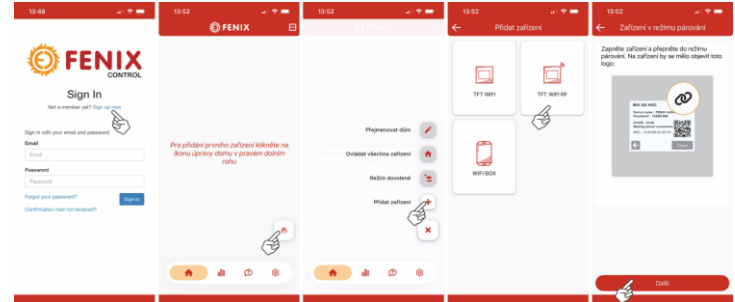 13:48
FENIX
CONTROL
Sign In
Not a member yet? Sign up now
Sign in with your email and password
Email
Email
Password
Password
Forgot your password?
Sign in
Confirmation mail not received?
13:52
FENIX
Pro přidání prvního zařízení klikněte na
ikanu úpravy domu v pravém dolním
rohu
13:52
Přejmenovat dům
Ovládat všechna zařízení
Režim dovolené
Přidat zařízení
13:52
Přidat zařízení
TFT WIFI
TFT WIFI RF
WIFI BOX
13:52
Zařízení v režimu párování
Zapněte zařízení a přepněte do režimu
párování. Na zařízení by se mělo objevit toto
logo:
Další